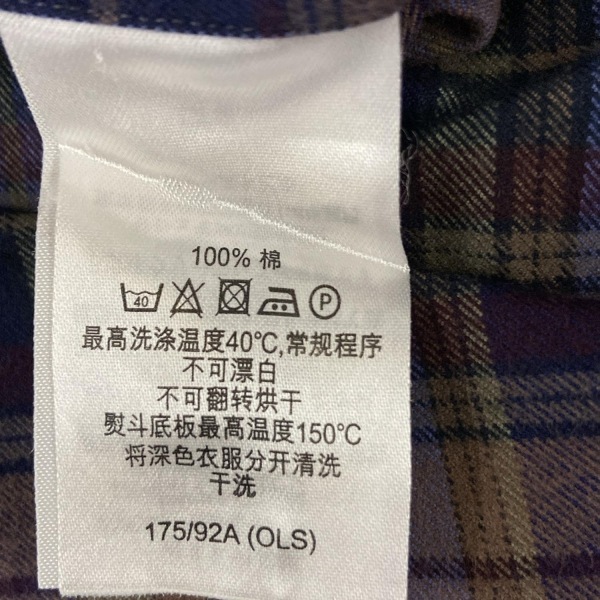 100% 棉
40 P
最高洗涤温度40℃,常规程序
不可漂白
不可翻转烘干
熨斗底板最高温度150℃
将深色衣服分开清洗
干洗
175/92A (OLS)